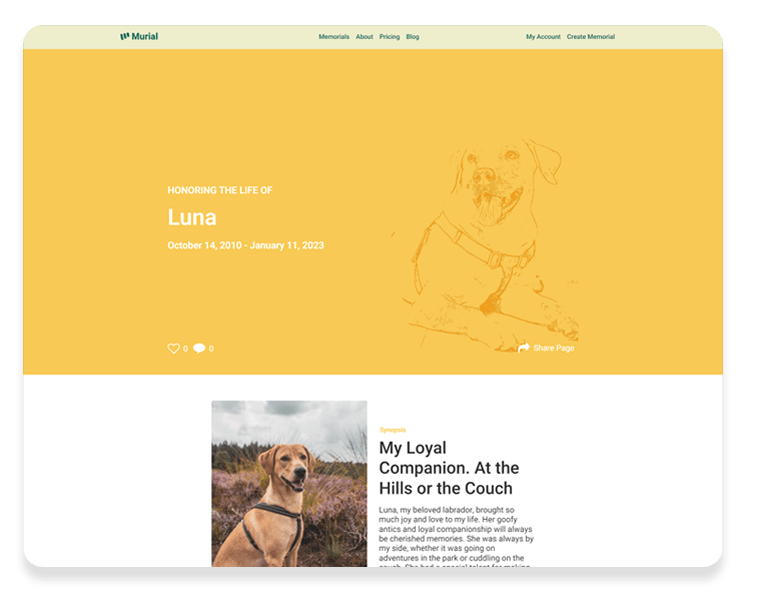 Murial
Memorials About Pricing Blog
My Account Create Memorial
HONORING THE LIFE OF
Luna
October 14, 2010 - January 11, 2023
0 0
Share Page
Synopsis
My Loyal
Companion. At the
Hills or the Couch
Luna, my beloved labrador, brought so
much joy and love to my life. Her goofy
antics and loyal companionship will always
be cherished memories. She was always by
my side, whether it was going on
adventures in the park or cuddling on the
couch. She had a special talent for making